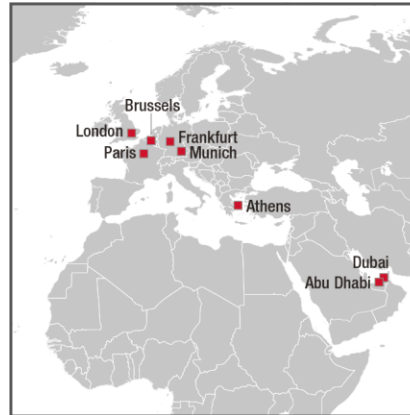 Brussels
London
Frankfurt
Paris
Munich
Athens
Dubai
Abu Dhabi